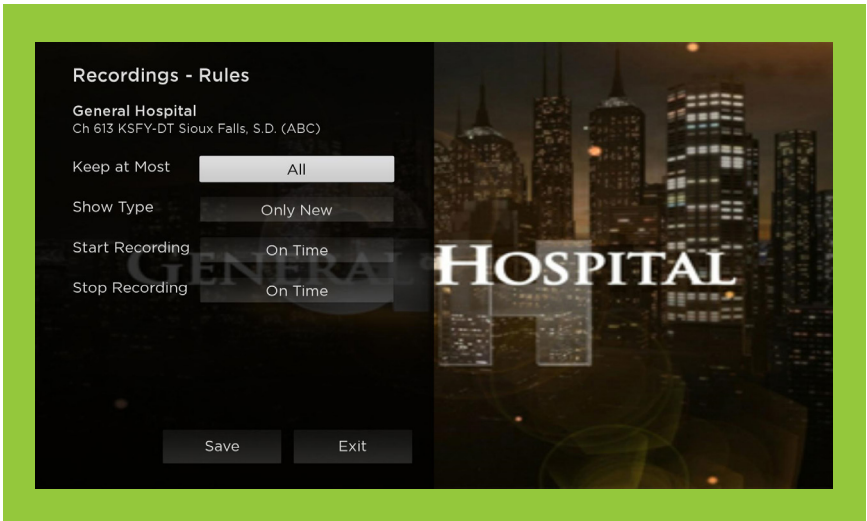 Recordings - Rules
General Hospital
Ch 613 KSFY-DT Sioux Falls, S.D. (ABC)
Keep at Most All
Show Type Only New
Start Recording On Time
GENERAL HOSPITAL
Stop Recording On Time
GH
Save Exit